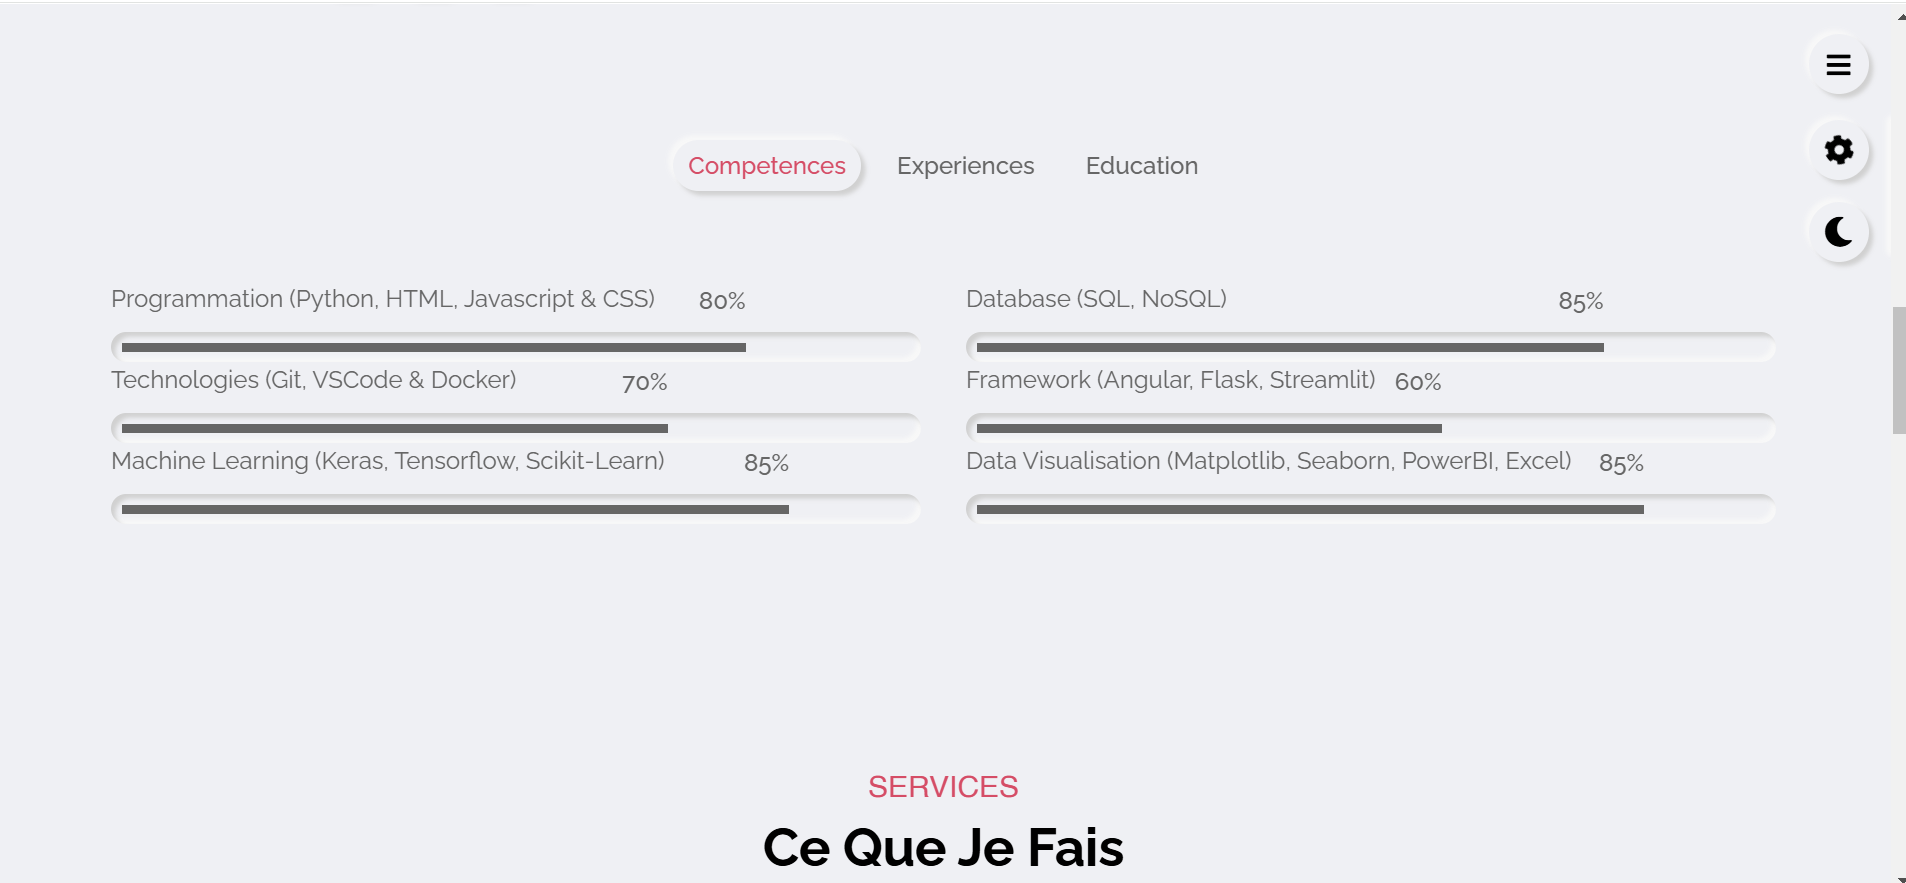 Competences Experiences Education
Programmation (Python, HTML, Javascript & CSS) 80%
Database (SQL, NoSQL) 85%
Technologies (Git, VSCode & Docker) 70%
Framework (Angular, Flask, Streamlit) 60%
Machine Learning (Keras, Tensorflow, Scikit-Learn) 85%
Data Visualisation (Matplotlib, Seaborn, PowerBI, Excel) 85%
SERVICES
Ce Que Je Fais